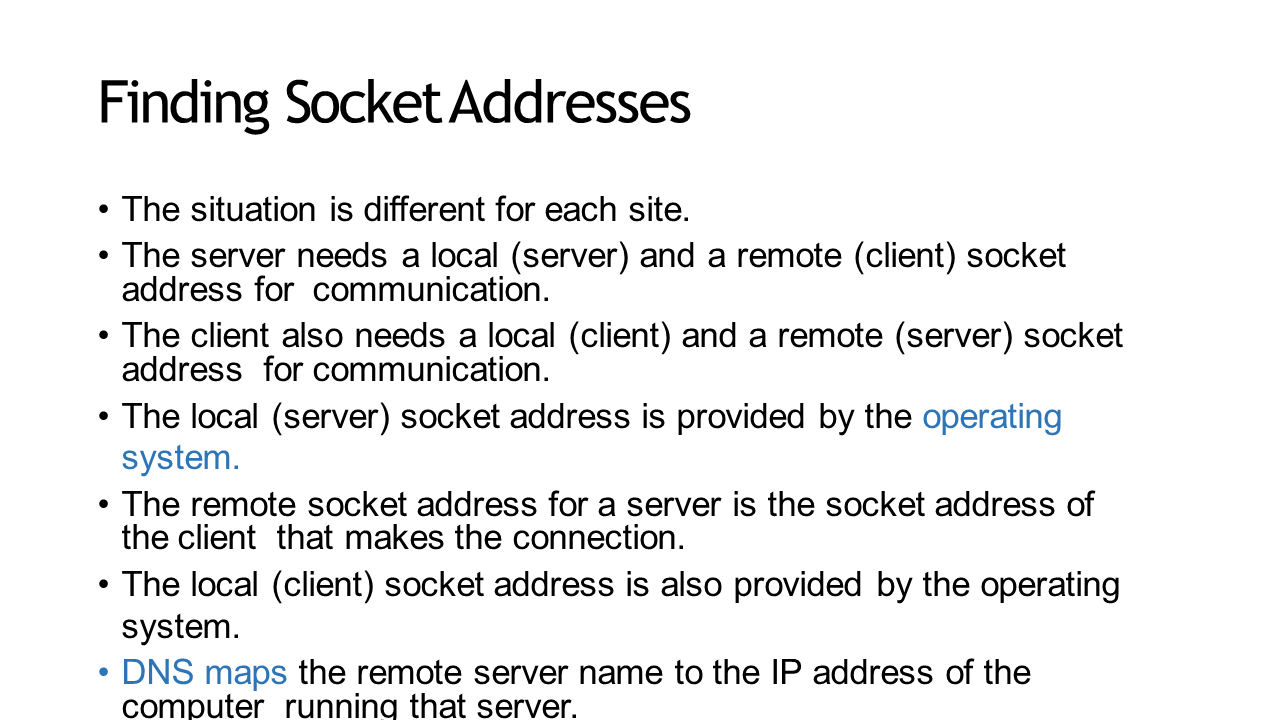 Finding Socket Addresses
• The situation is different for each site.
• The server needs a local (server) and a remote (client) socket
address for communication.
• The client also needs a local (client) and a remote (server) socket
address for communication.
• The local (server) socket address is provided by the operating
system.
• The remote socket address for a server is the socket address of
the client that makes the connection.
• The local (client) socket address is also provided by the operating
system.
• DNS maps the remote server name to the IP address of the
computer running that server.